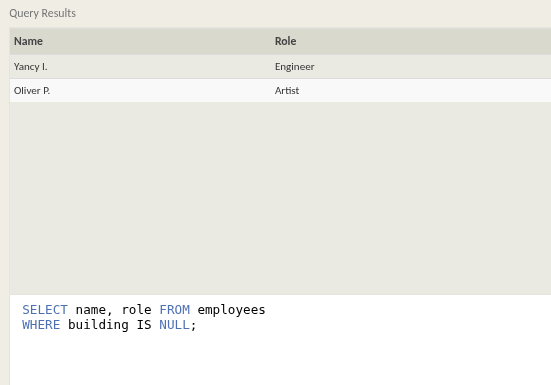 Query Results
Name Role
Yancy I. Engineer
Oliver P. Artist
SELECT name, role FROM employees
WHERE building IS NULL;